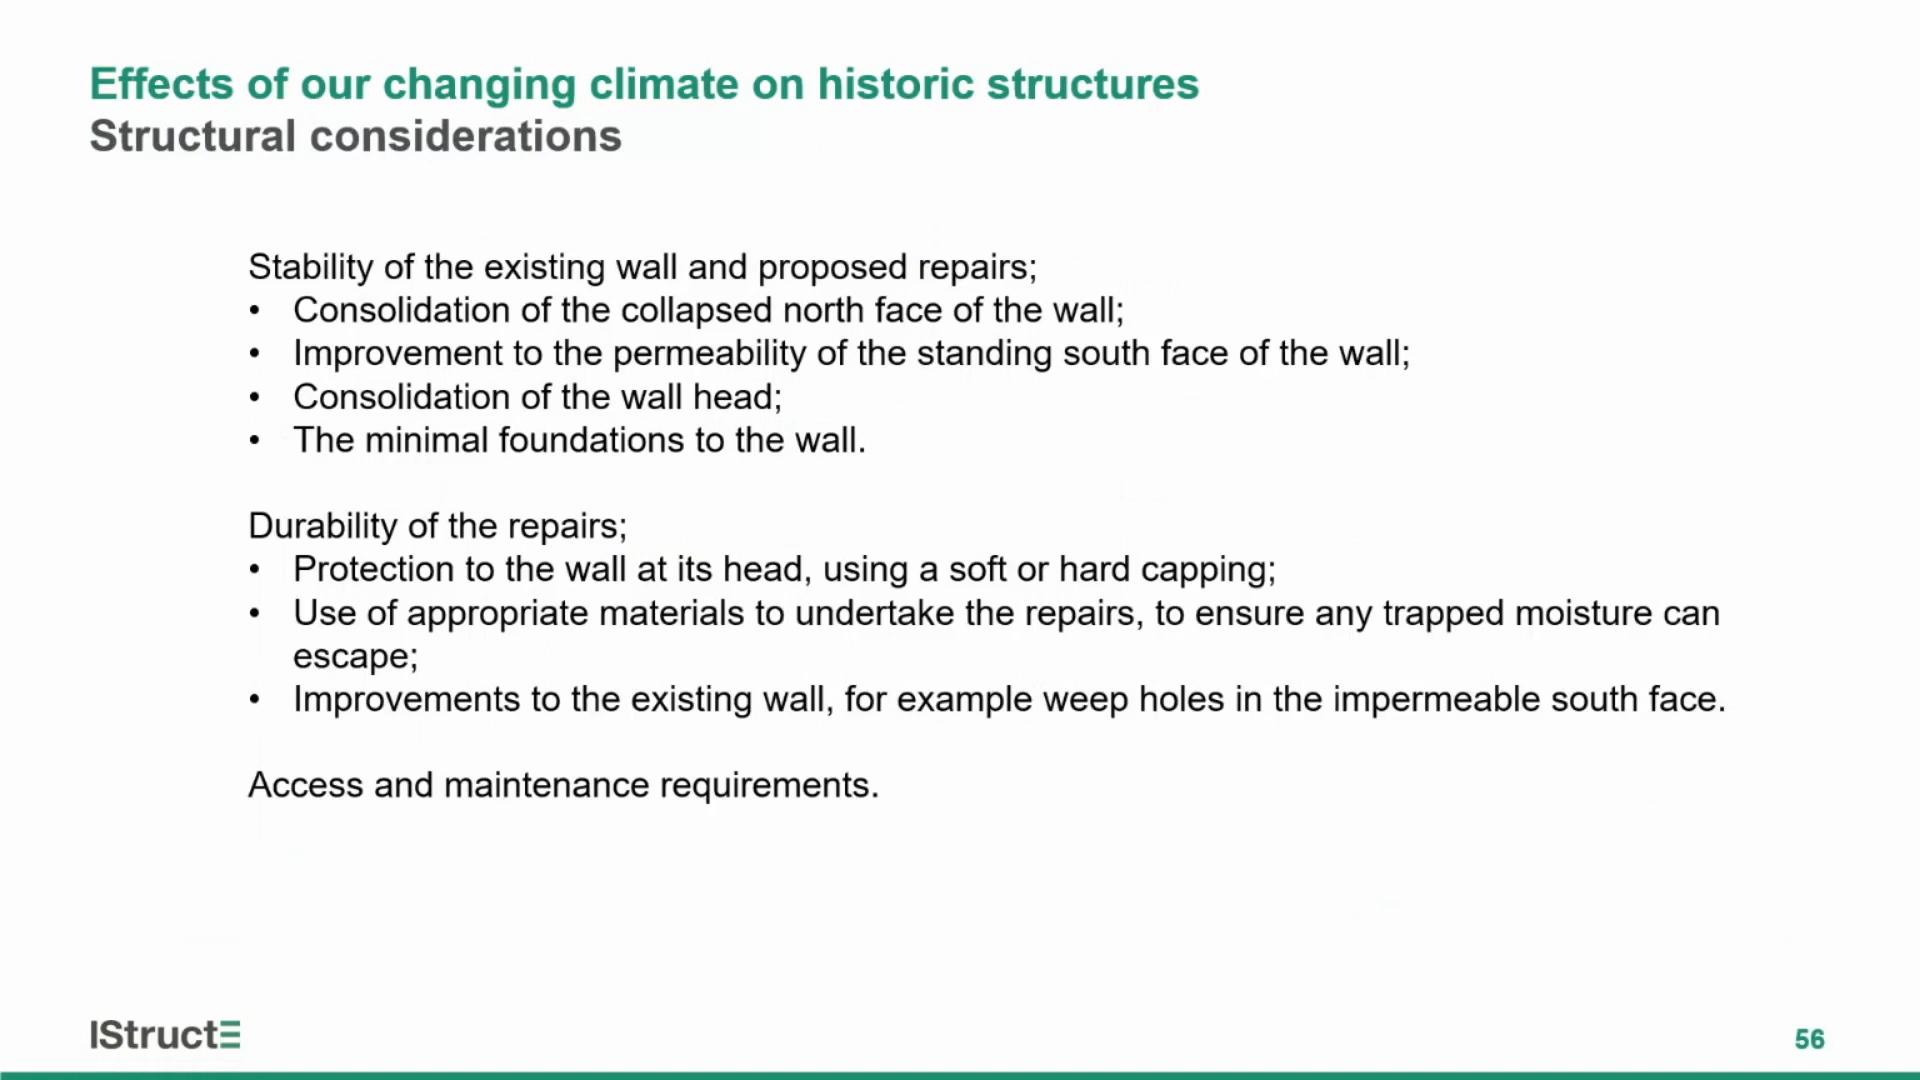 Effects of our changing climate on historic structures
Structural considerations
Stability of the existing wall and proposed repairs;
• Consolidation of the collapsed north face of the wall;
• Improvement to the permeability of the standing south face of the wall;
• Consolidation of the wall head;
• The minimal foundations to the wall.
Durability of the repairs;
• Protection to the wall at its head, using a soft or hard capping;
• Use of appropriate materials to undertake the repairs, to ensure any trapped moisture can
escape;
• Improvements to the existing wall, for example weep holes in the impermeable south face.
Access and maintenance requirements.
IStructE
56